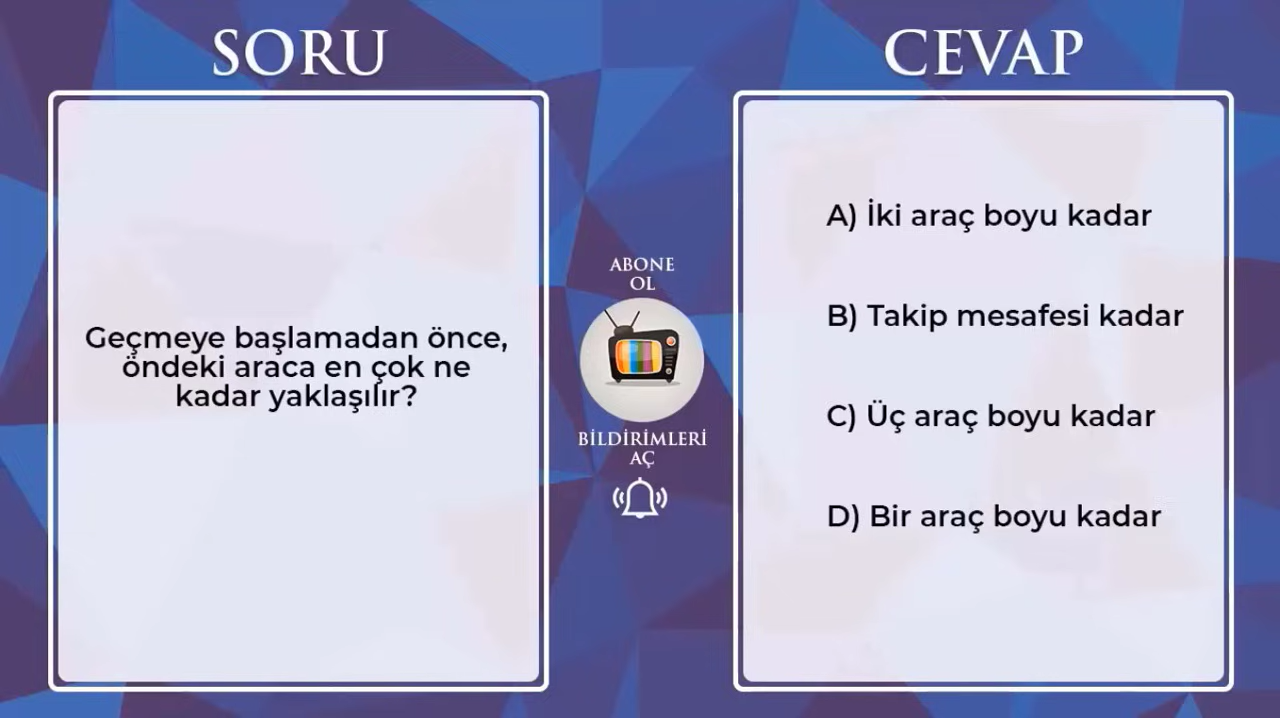 SORU
Geçmeye başlamadan önce,
öndeki araca en çok ne
kadar yaklaşılır?
ABONE
OL
BİLDİRİMLERİ
AÇ
CEVAP
A) İki araç boyu kadar
B) Takip mesafesi kadar
C) Üç araç boyu kadar
D) Bir araç boyu kadar